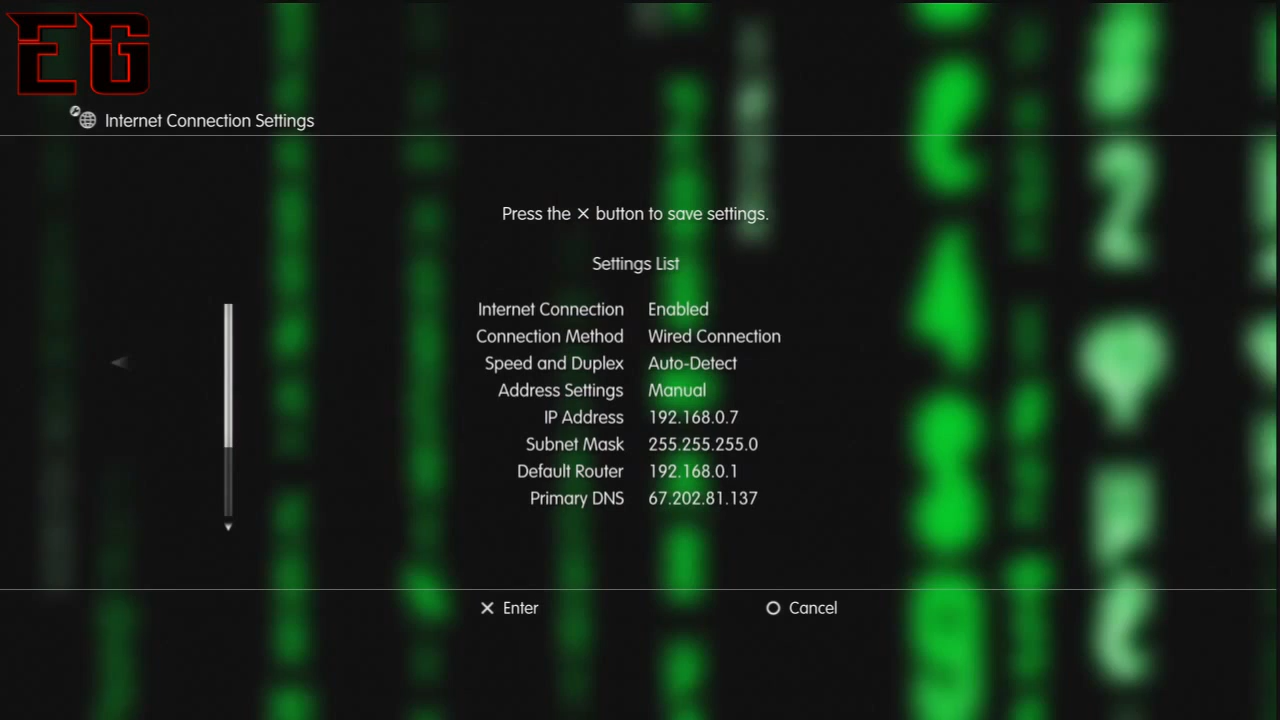 EG
Internet Connection Settings
Press the ✕ button to save settings.
Settings List
Internet Connection Enabled
Connection Method Wired Connection
Speed and Duplex Auto-Detect
Address Settings Manual
IP Address 192.168.0.7
Subnet Mask 255.255.255.0
Default Router 192.168.0.1
Primary DNS 67.202.81.137
✕ Enter
○ Cancel